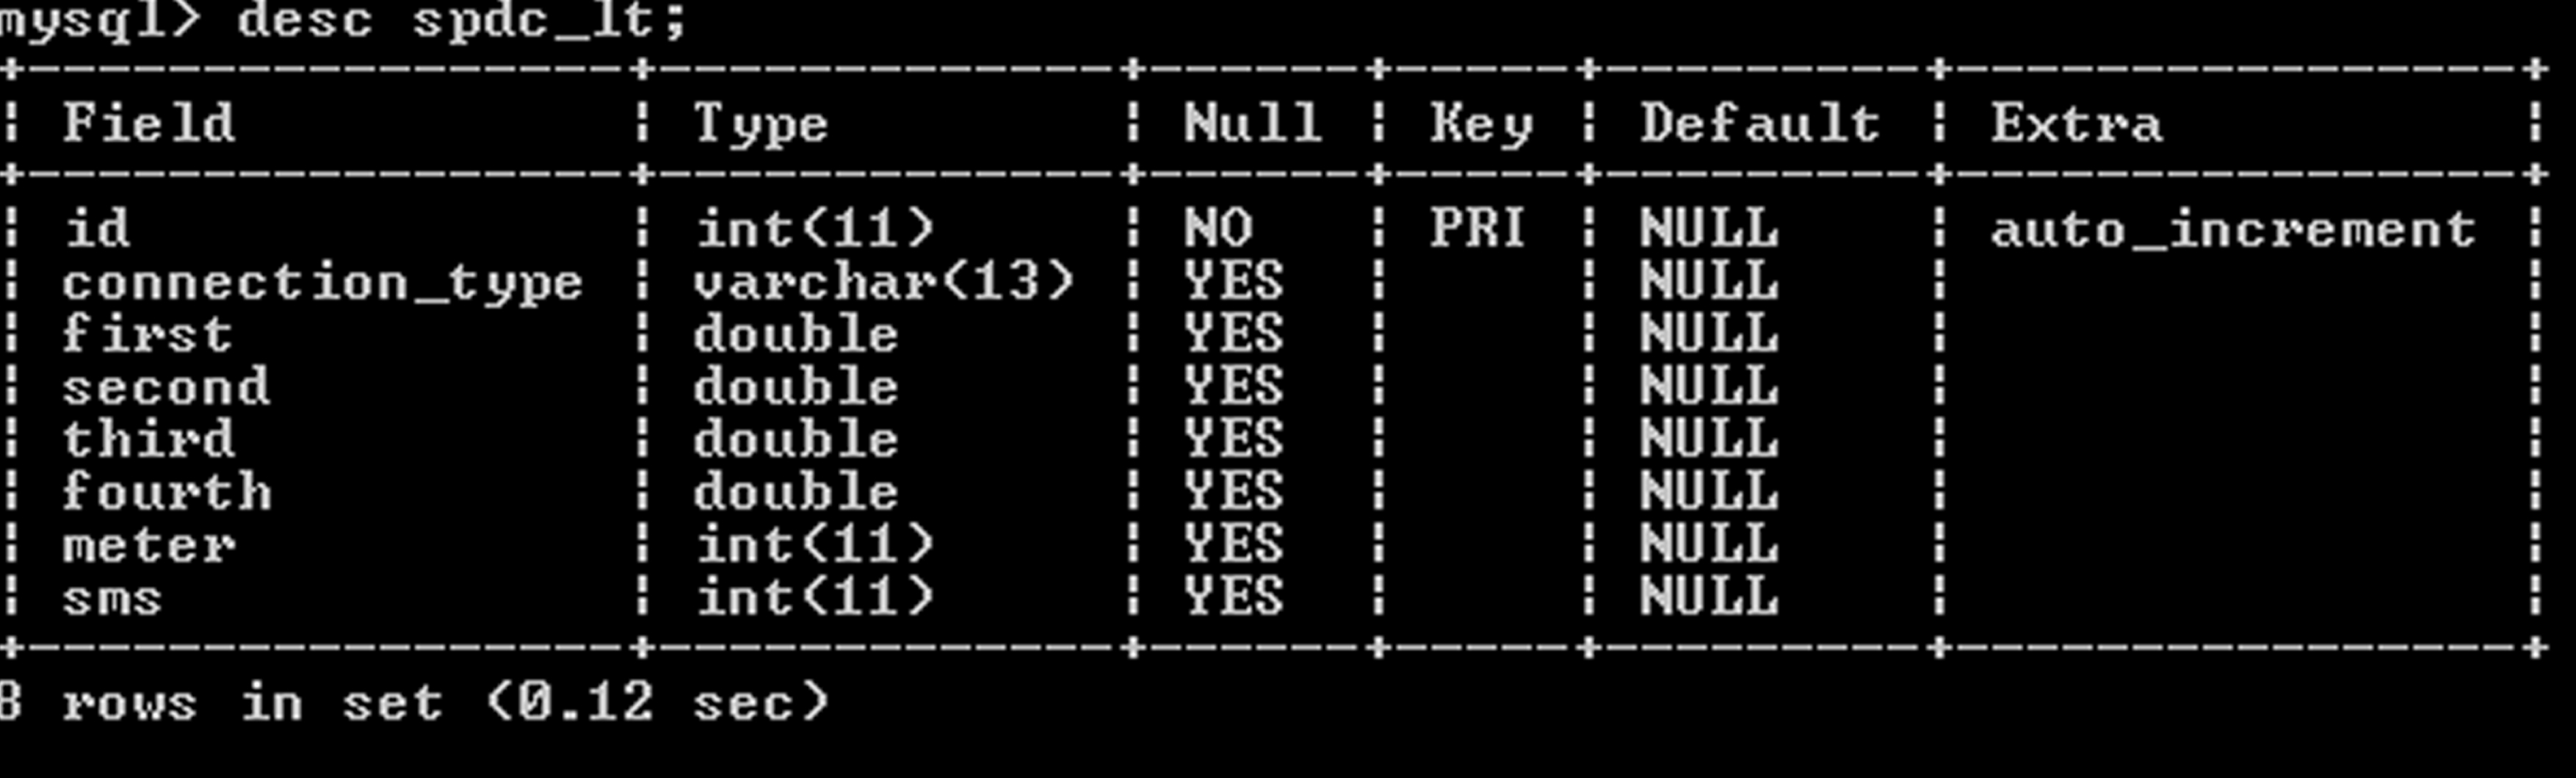 mysql> desc spdc_lt;
+------------------+--------------+------+-----+---------+----------------+
| Field            | Type         | Null | Key | Default | Extra          |
+------------------+--------------+------+-----+---------+----------------+
| id               | int(11)      | NO   | PRI | NULL    | auto_increment |
| connection_type  | varchar(13)  | YES  |     | NULL    |                |
| first            | double       | YES  |     | NULL    |                |
| second           | double       | YES  |     | NULL    |                |
| third            | double       | YES  |     | NULL    |                |
| fourth           | double       | YES  |     | NULL    |                |
| meter            | int(11)      | YES  |     | NULL    |                |
| sms              | int(11)      | YES  |     | NULL    |                |
+------------------+--------------+------+-----+---------+----------------+
8 rows in set (0.12 sec)